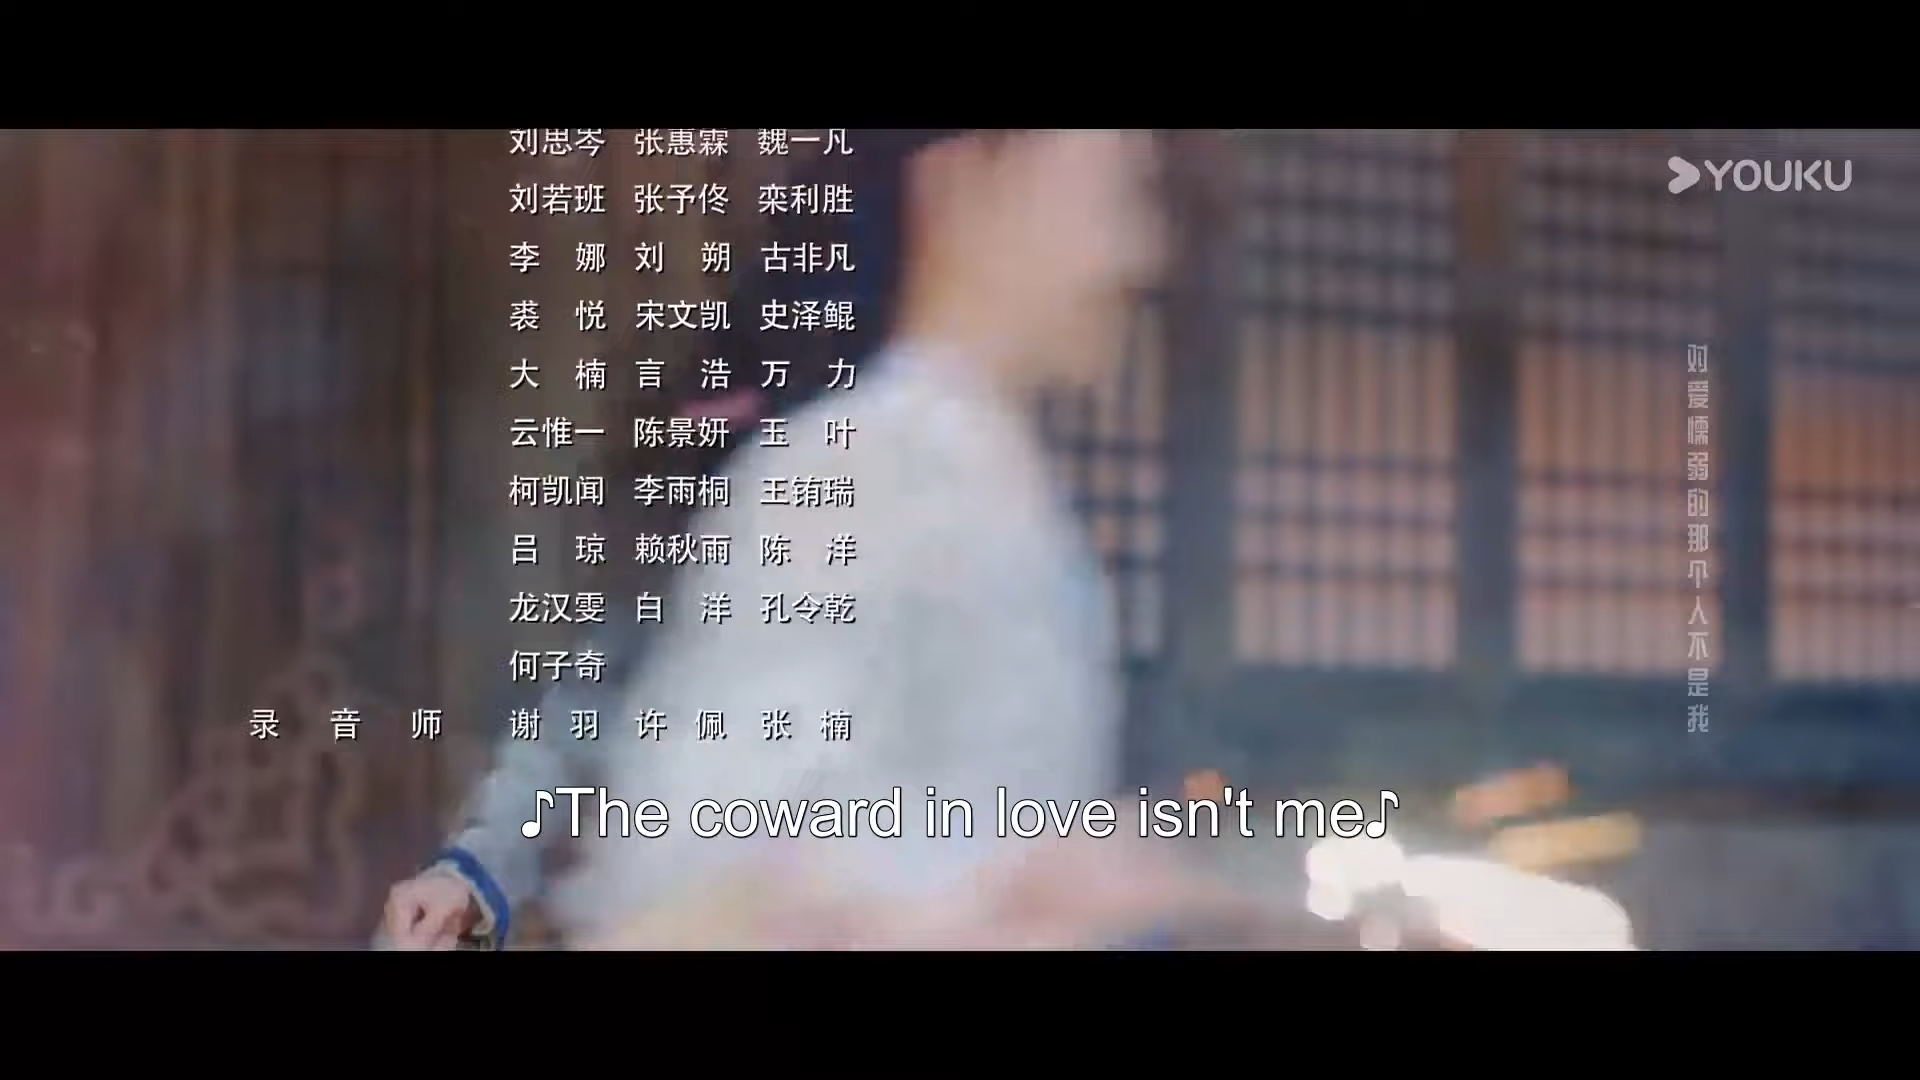 刘思岑 张惠霖 魏一凡
YOUKU
刘若班 张予佟 栾利胜
李 娜 刘 朔 古非凡
裘 悦 宋文凯 史泽鲲
大 楠 言 浩 万 力
云惟一 陈景妍 玉 叶
柯凯闻 李雨桐 王铕瑞
吕 琼 赖秋雨 陈 洋
龙汉雯 白 洋 孔令乾
何子奇
录 音 师 谢 羽 许 佩 张 楠
对爱懦弱的那个人不是我
♪The coward in love isn't me♪